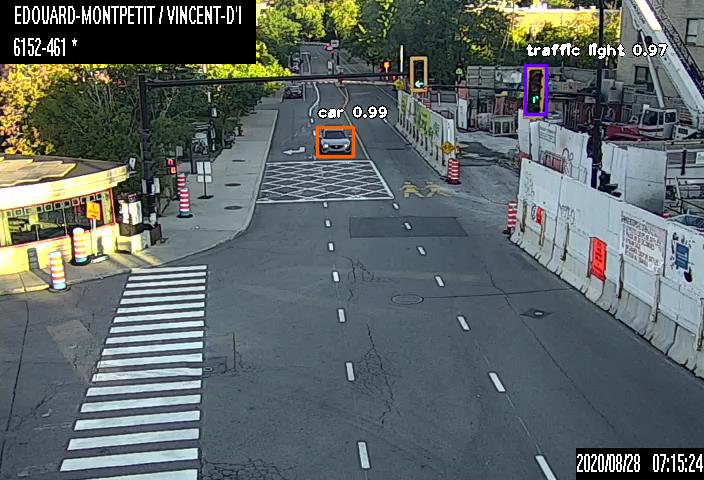 EDOUARD-MONTPETIT / VINCENT-D'I
6152-461 *
traffic light 0.97
car 0.99
2020/08/28 07:15:24